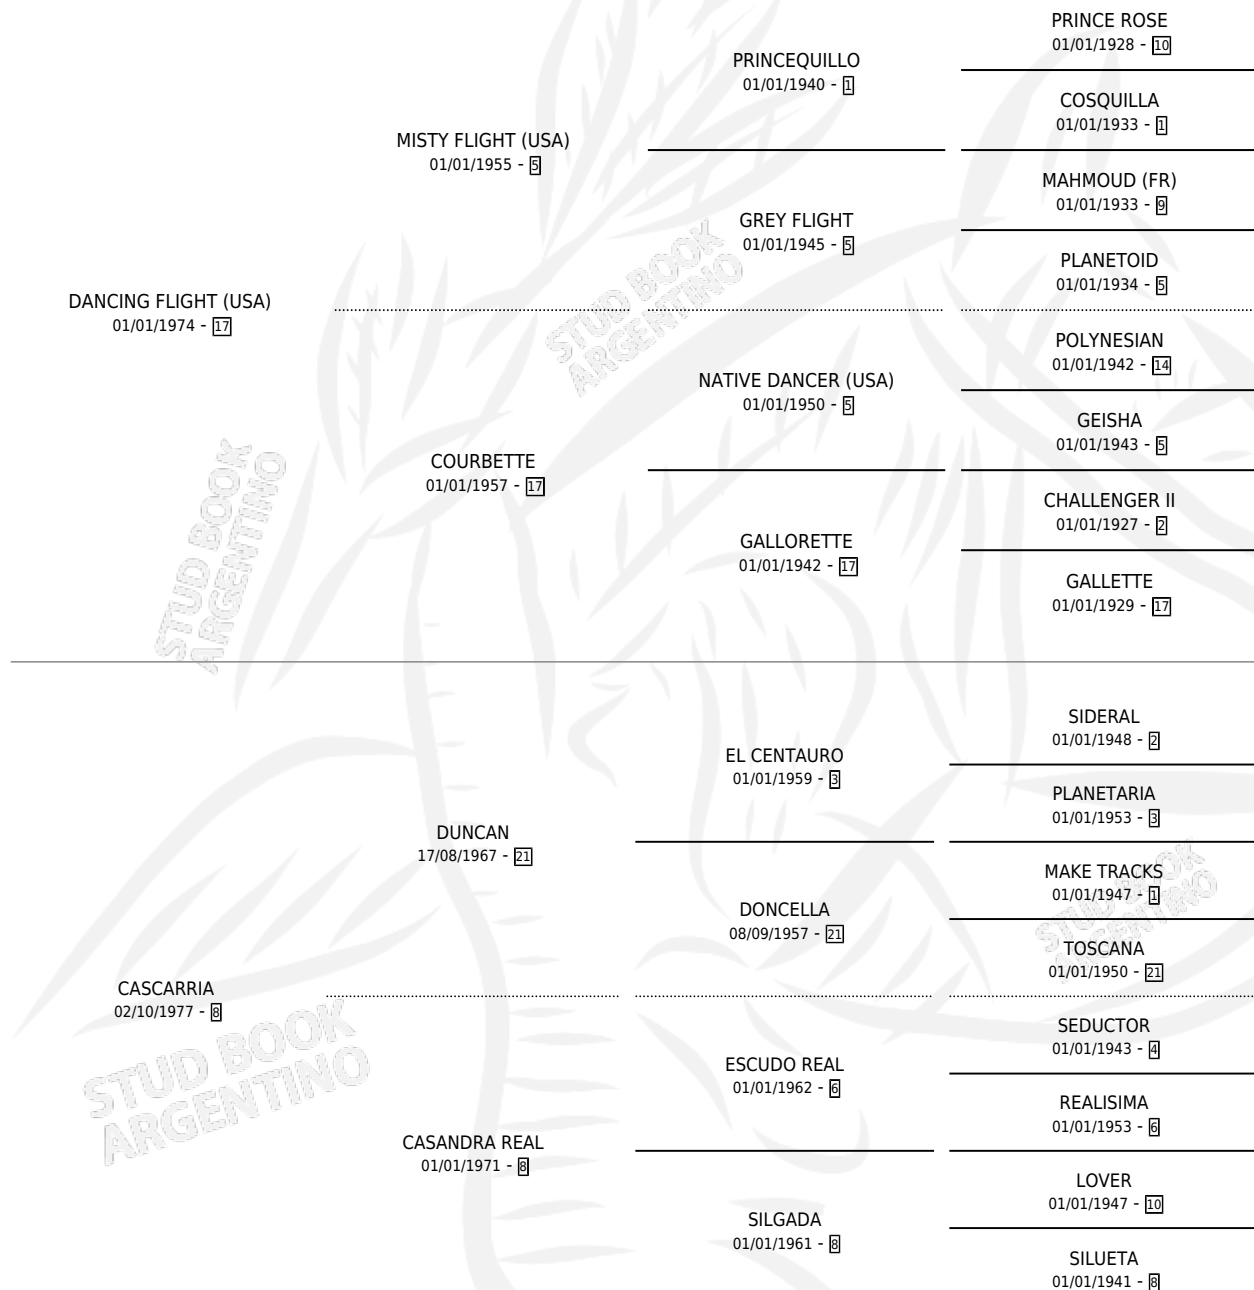 PRINCE ROSE
01/01/1928 - 10
PRINCEQUILLO
01/01/1940 - 1
COSQUILLA
01/01/1933 - 1
MISTY FLIGHT (USA)
01/01/1955 - 5
MAHMOUD (FR)
01/01/1933 - 9
GREY FLIGHT
01/01/1945 - 5
PLANETOID
01/01/1934 - 5
DANCING FLIGHT (USA)
01/01/1974 - 17
STUD BOOK
ARGENTINO
POLYNESIAN
01/01/1942 - 14
NATIVE DANCER (USA)
01/01/1950 - 5
GEISHA
01/01/1943 - 5
COURBETTE
01/01/1957 - 17
CHALLENGER II
01/01/1927 - 2
GALLORETTE
01/01/1942 - 17
GALLETTE
01/01/1929 - 17
STUD BOOK
ARGENTINO
SIDERAL
01/01/1948 - 2
EL CENTAURO
01/01/1959 - 3
PLANETARIA
01/01/1953 - 3
DUNCAN
17/08/1967 - 21
MAKE TRACKS
01/01/1947 - 1
DONCELLA
08/09/1957 - 21
TOSCANA
01/01/1950 - 21
STUD BOOK
ARGENTINO
CASCARRIA
02/10/1977 - 8
STUD BOOK
ARGENTINO
SEDUCTOR
01/01/1943 - 4
ESCUDO REAL
01/01/1962 - 6
REALISIMA
01/01/1953 - 6
CASANDRA REAL
01/01/1971 - 8
LOVER
01/01/1947 - 10
SILGADA
01/01/1961 - 8
SILUETA
01/01/1941 - 8